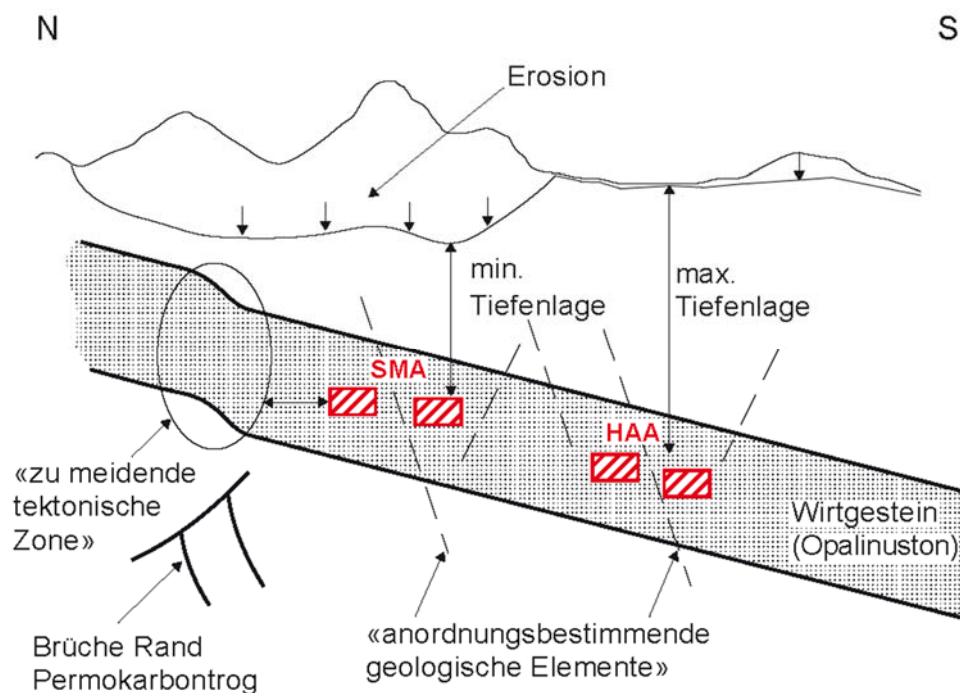 N
S
Erosion
min.
Tiefenlage
max.
Tiefenlage
SMA
HAA
«zu meidende
tektonische
Zone»
Wirtgestein
(Opalinuston)
Brüche Rand
Permokarbontrog
«anordnungsbestimmende
geologische Elemente»